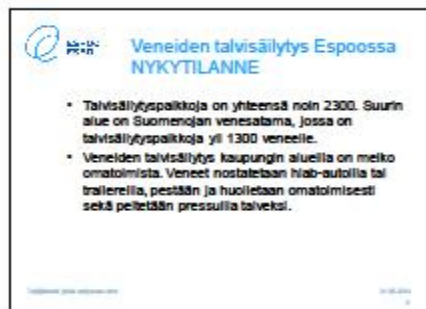 Veneiden talvisäilytys Espoossa
NYKYTILANNE
• Talvisäilytyspaikkoja on yhteensä noin 2300. Suurin
alue on Suomenojan venesatama, jossa on
talvisäilytyspaikkoja yli 1300 veneelle.
• Veneiden talvisäilytys kaupungin alueilla on melko
omatoimista. Veneet nostatetaan hiab-autoilla tai
trailereilla, pestään ja huolletaan omatoimisesti
sekä peitetään pressuilla talveksi.